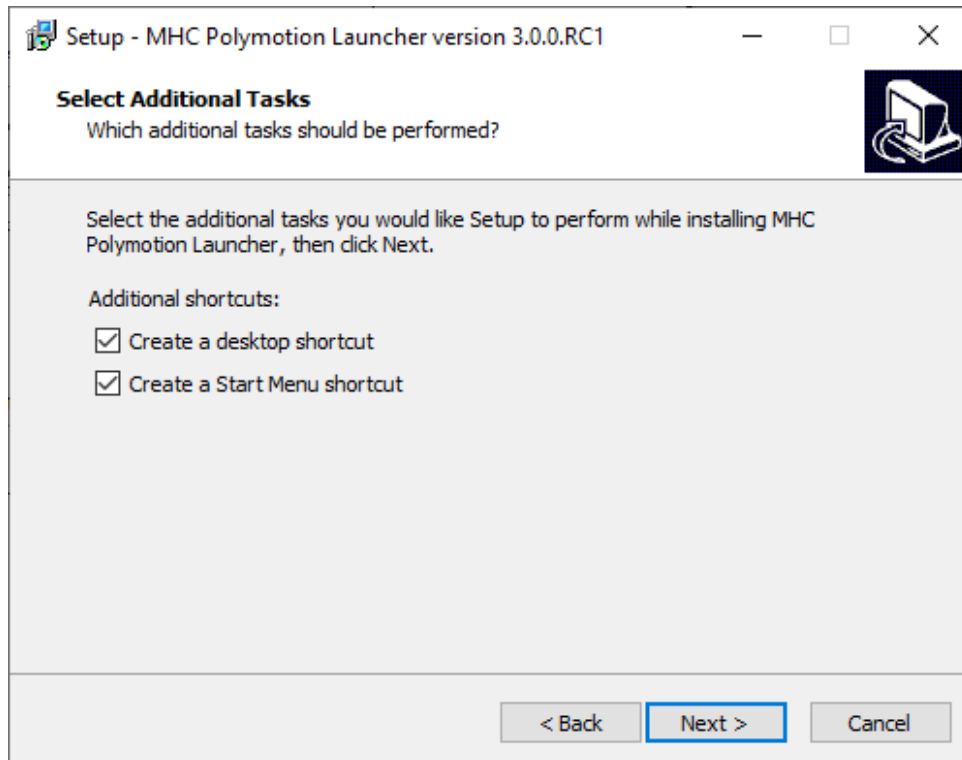 Setup - MHC Polymotion Launcher version 3.0.0.RC1
Select Additional Tasks
Which additional tasks should be performed?
Select the additional tasks you would like Setup to perform while installing MHC
Polymotion Launcher, then click Next.
Additional shortcuts:
Create a desktop shortcut
Create a Start Menu shortcut
< Back
Next >
Cancel